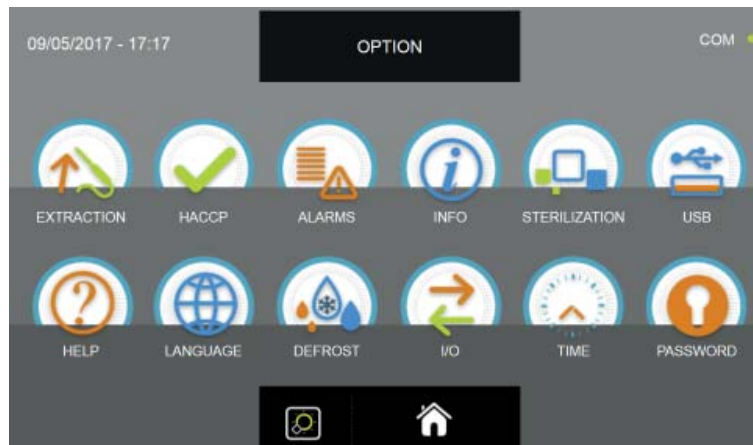 09/05/2017 - 17:17
OPTION
COM
EXTRACTION
HACCP
ALARMS
INFO
STERILIZATION
USB
HELP
LANGUAGE
DEFROST
I/O
TIME
PASSWORD